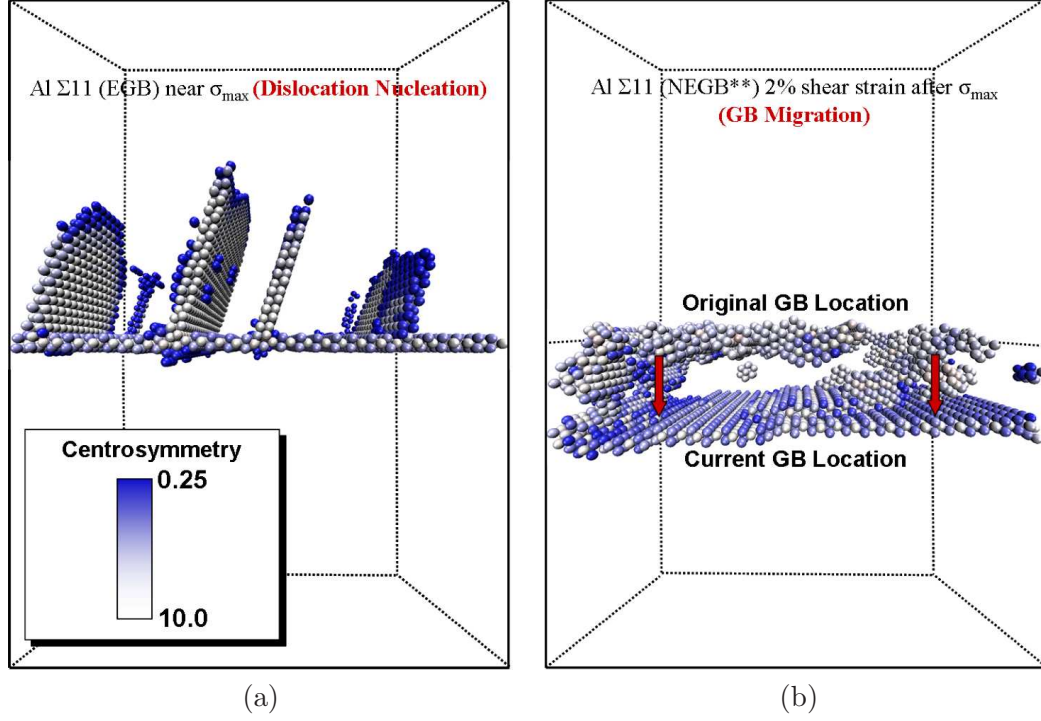 Al Σ11 (EGB) near σmax (Dislocation Nucleation)
Centrosymmetry
0.25
10.0
(a)
Al Σ11 (NEGB**) 2% shear strain after σmax
(GB Migration)
Original GB Location
Current GB Location
(b)